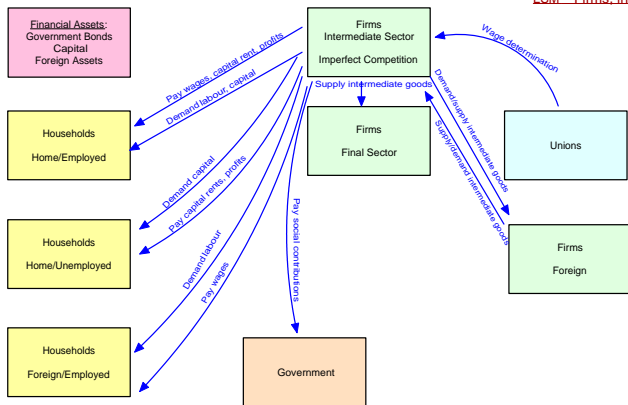 Financial Assets:
Government Bonds
Capital
Foreign Assets
Firms
Intermediate Sector
Imperfect Competition
Wage determination
Pay wages, capital rent, profits
Demand labour, capital
Supply intermediate goods
Demand/supply intermediate goods
Supply/demand intermediate goods
Households
Home/Employed
Firms
Final Sector
Unions
Demand capital
Pay capital rents, profits
Households
Home/Unemployed
Firms
Foreign
Demand labour
Pay wages
Pay social contributions
Households
Foreign/Employed
Government